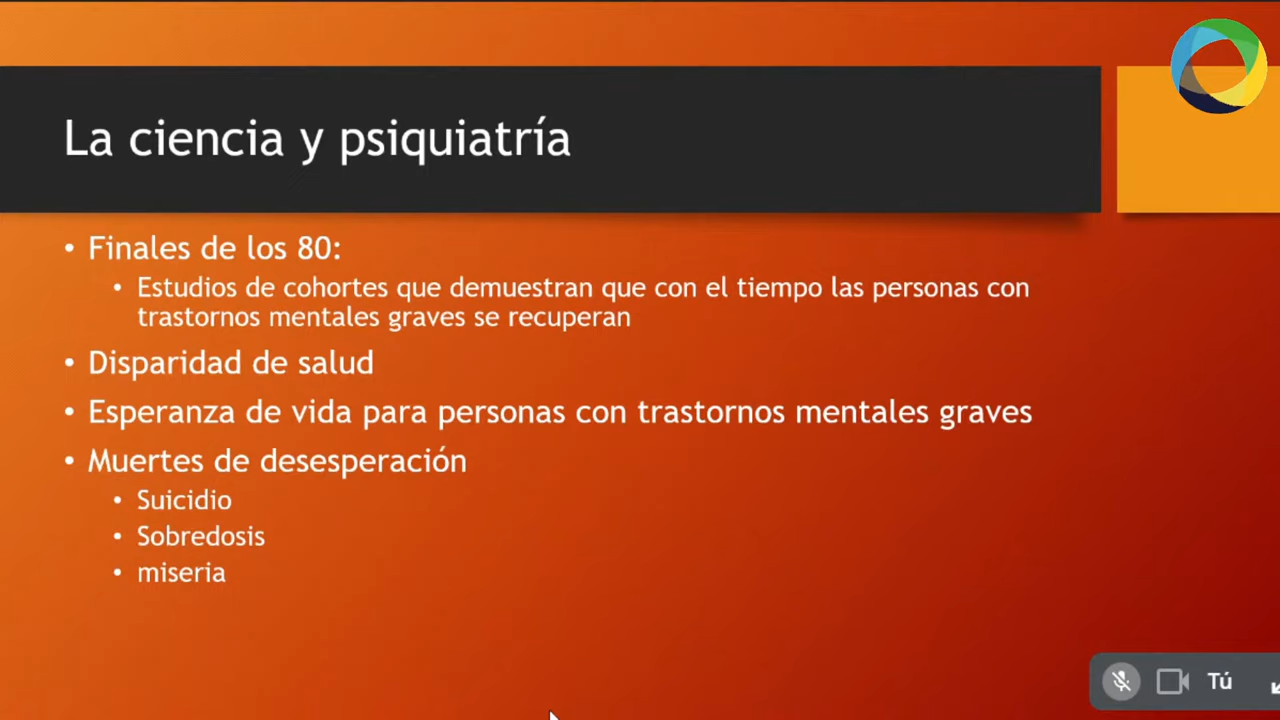 La ciencia y psiquiatría
• Finales de los 80:
• Estudios de cohortes que demuestran que con el tiempo las personas con
trastornos mentales graves se recuperan
• Disparidad de salud
• Esperanza de vida para personas con trastornos mentales graves
• Muertes de desesperación
• Suicidio
• Sobredosis
• miseria
Tú